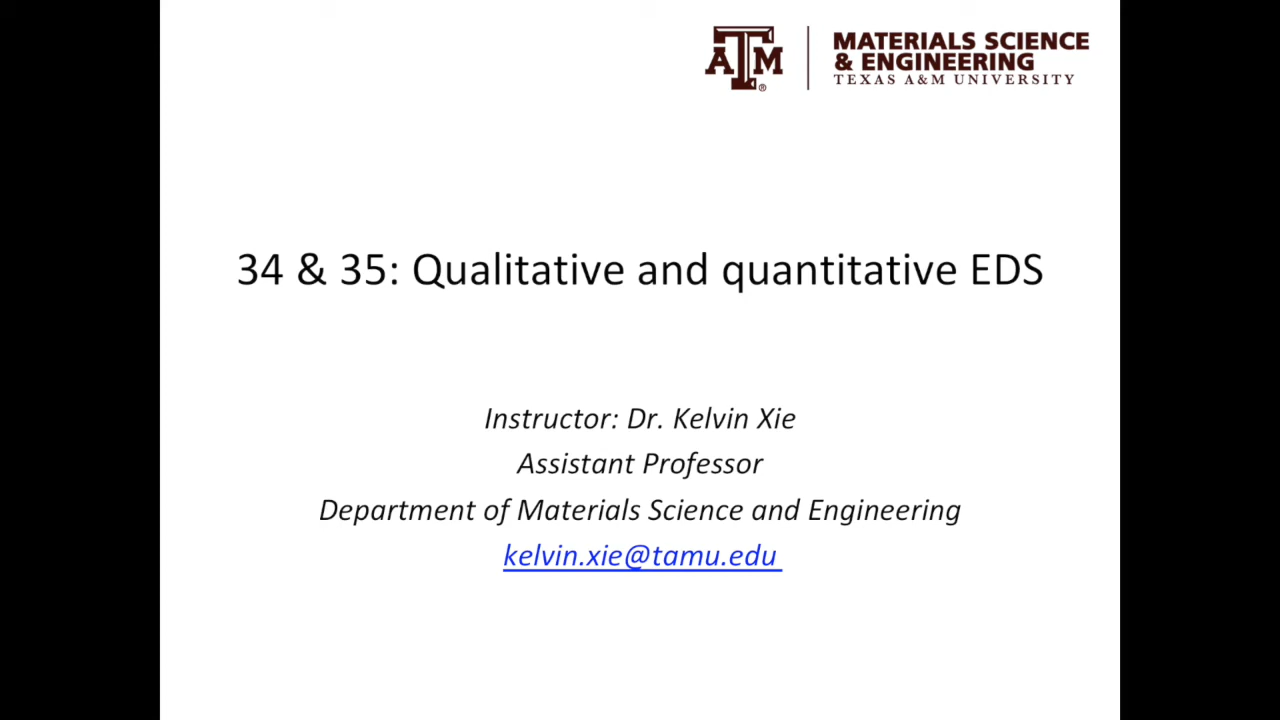 ATM®
MATERIALS SCIENCE
& ENGINEERING
TEXAS A&M UNIVERSITY
34 & 35: Qualitative and quantitative EDS
Instructor: Dr. Kelvin Xie
Assistant Professor
Department of Materials Science and Engineering
kelvin.xie@tamu.edu